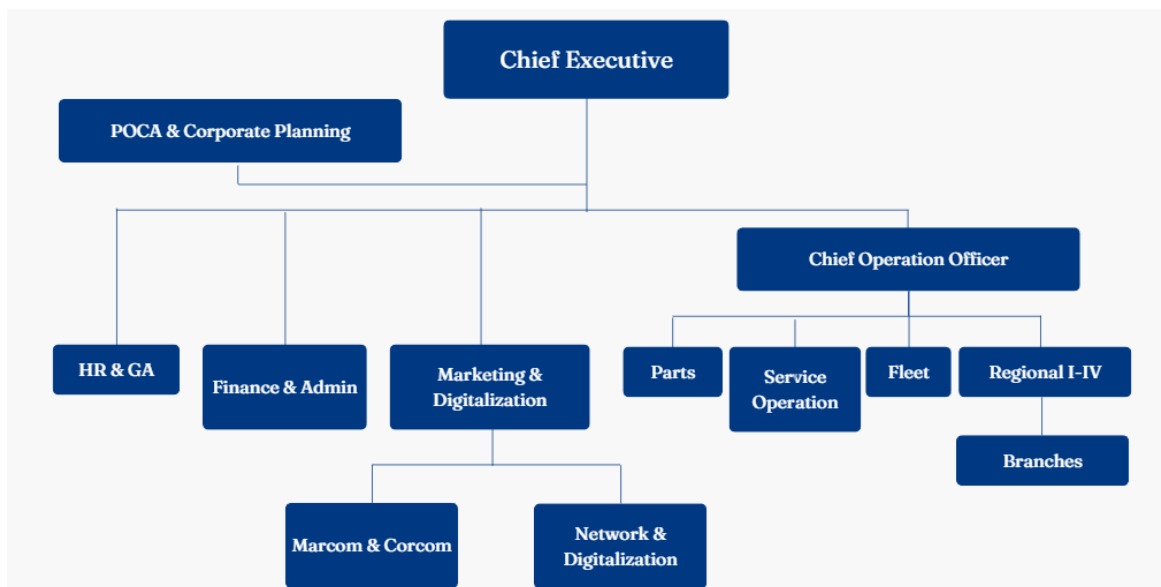 Chief Executive
POCA & Corporate Planning
Chief Operation Officer
HR & GA
Finance & Admin
Marketing &
Digitalization
Parts
Service
Operation
Fleet
Regional I-IV
Branches
Marcom & Corcom
Network &
Digitalization